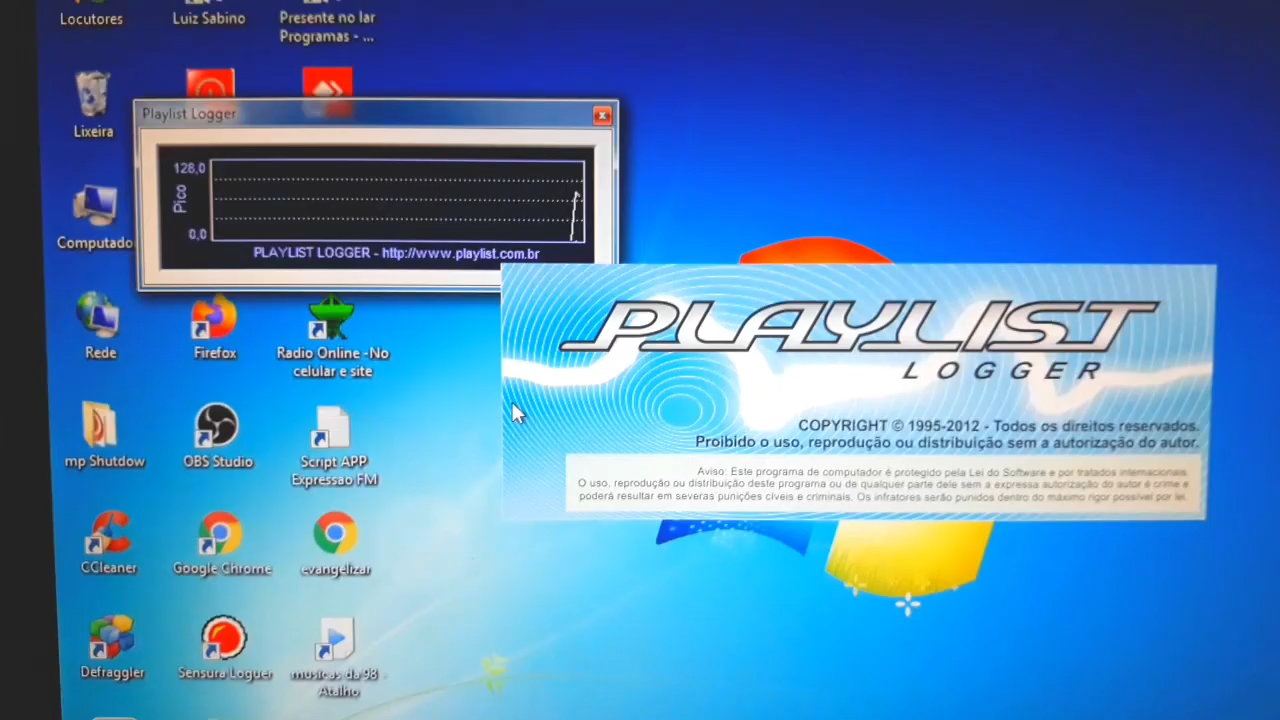 Locutores
Luiz Sabino
Presente no lar
Programas - ...
Lixeira
Playlist Logger
128,0
Pico
0,0
PLAYLIST LOGGER - http://www.playlist.com.br
Computado
Rede
Firefox
Radio Online -No
celular e site
PLAYLIST
LOGGER
COPYRIGHT © 1995-2012 - Todos os direitos reservados.
Proibido o uso, reprodução ou distribuição sem a autorização do autor.
Aviso: Este programa de computador é protegido pela Lei do Software e por tratados internacionais.
O uso, reprodução ou distribuição deste programa ou de qualquer parte dele sem a expressa autorização do autor é crime e
poderá resultar em severas punições cíveis e criminais. Os infratores serão punidos dentro do máximo rigor possível por lei.
mp Shutdow
OBS Studio
Script APP
Expressao FM
CCleaner
Google Chrome
evangelizar
Defraggler
Sensura Loguer
musicas da 98 -
Atalho